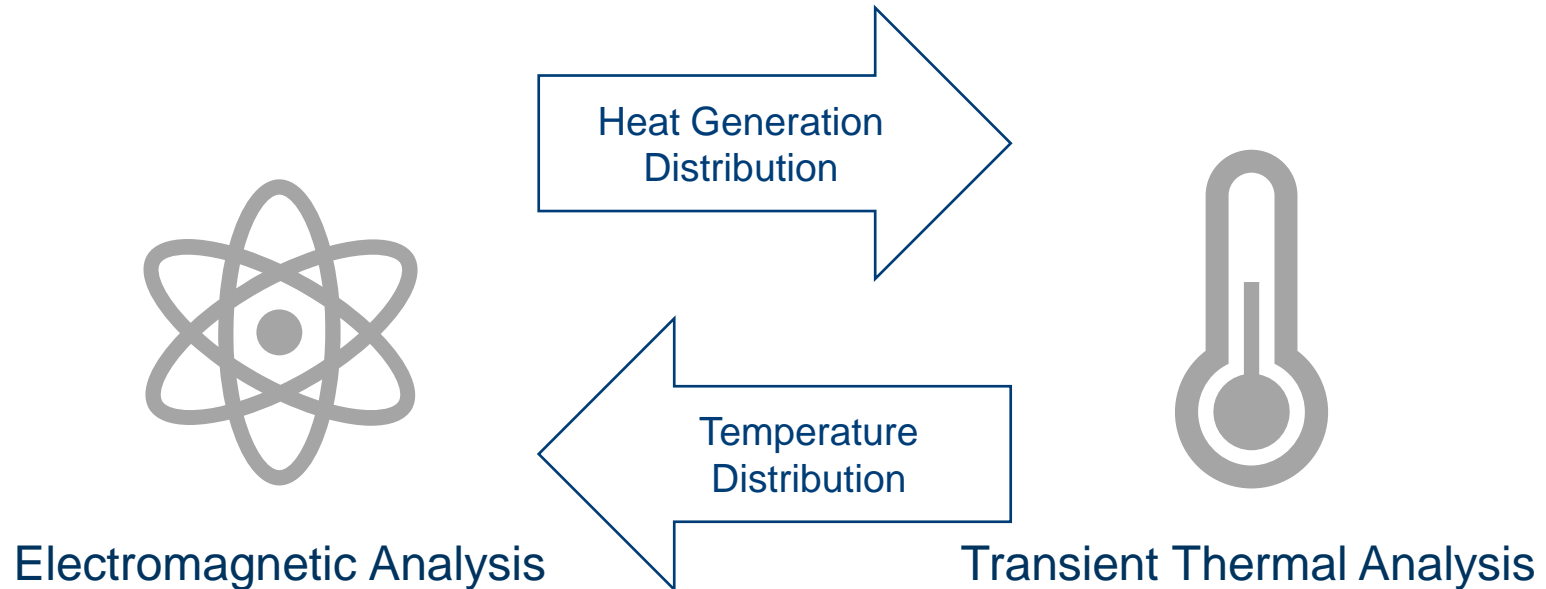 Heat Generation
Distribution
Temperature
Distribution
Electromagnetic Analysis
Transient Thermal Analysis